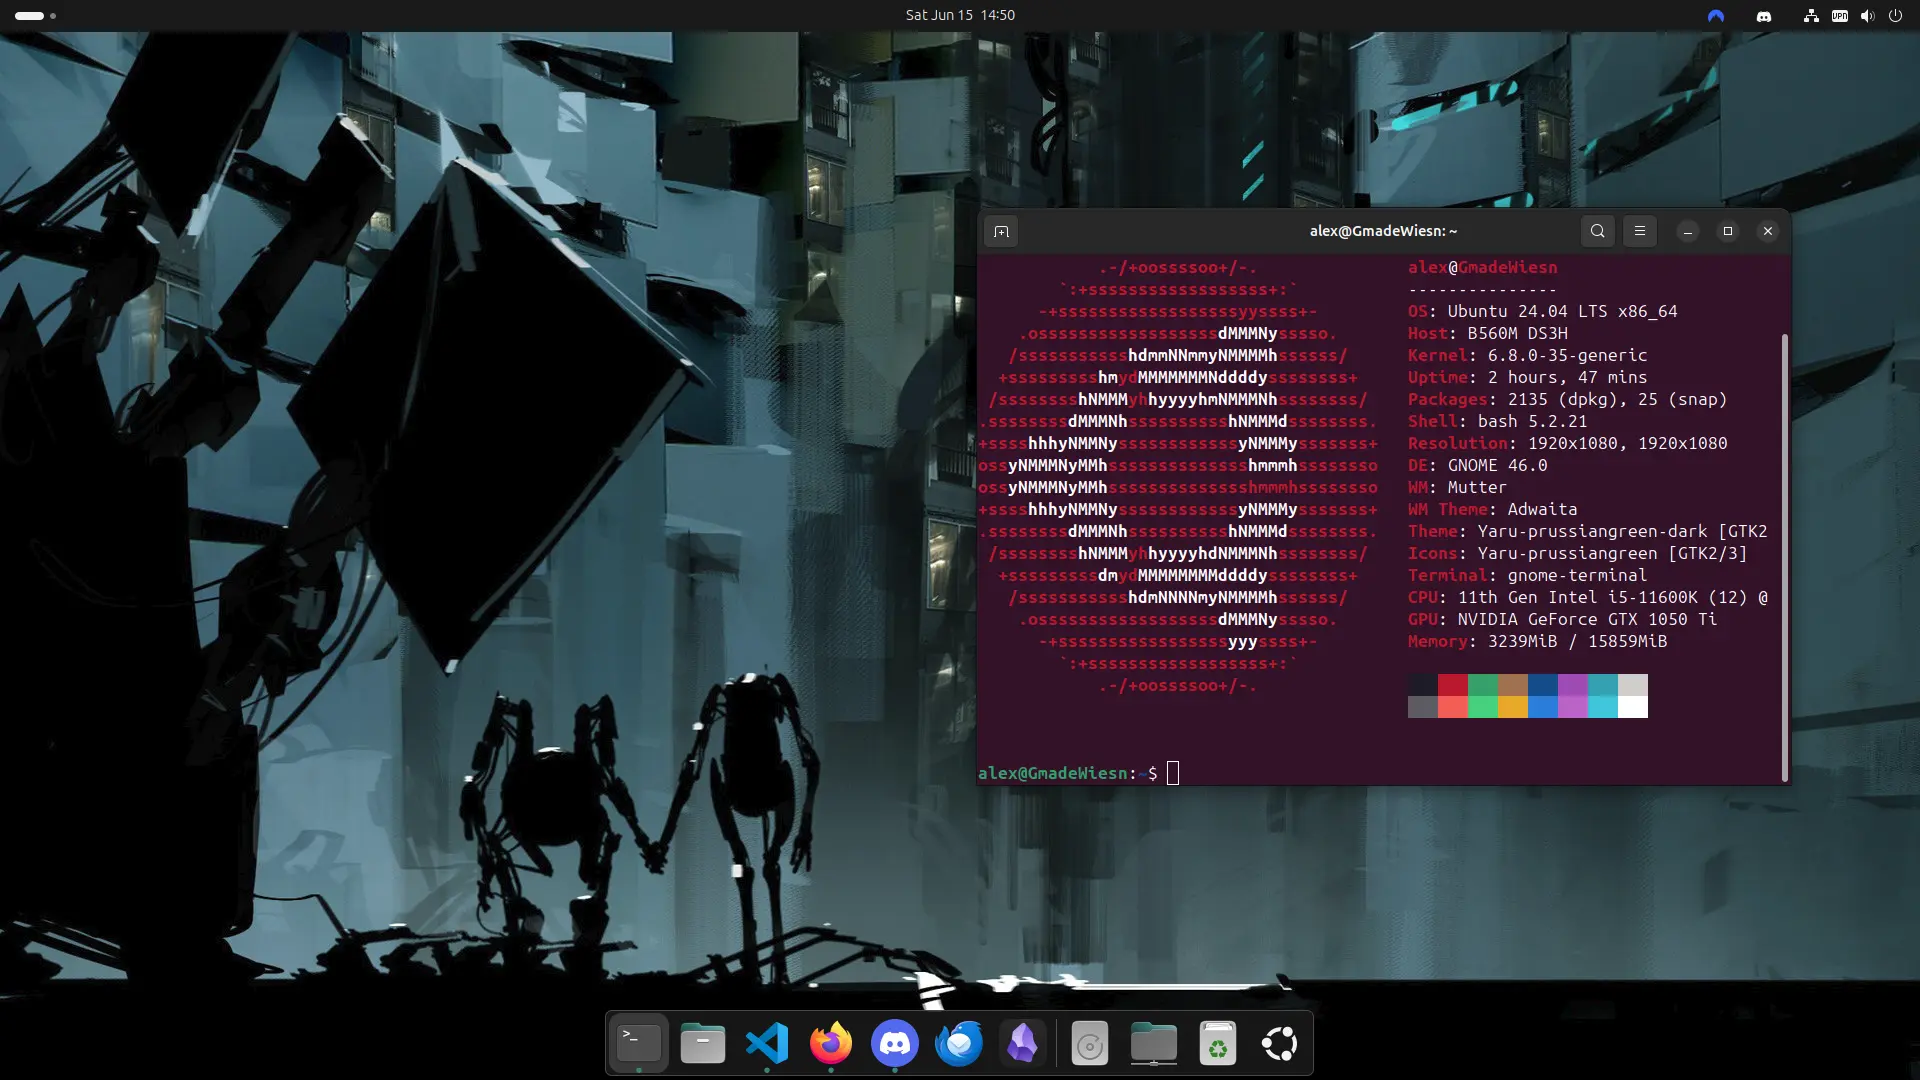 Sat Jun 15 14:50
VPN
alex@GmadeWiesn: ~
.-/+oossssoo+/-.
`:+ssssssssssssssssss+:`
-+ssssssssssssssssssyyssss+-
.ossssssssssssssssssdMMMNysssso.
/ssssssssssshdmmNNmmyNMMMMhssssss/
+ssssssssshmydMMMMMMMNddddyssssssss+
/sssssssshNMMMyhhyyyyhmNMMMNhssssssss/
.ssssssssdMMMNhsssssssssshNMMMdssssssss.
+sssshhhyNMMNyssssssssssssyNMMMysssssss+
ossyNMMMNyMMhsssssssssssssshmmmhssssssso
ossyNMMMNyMMhsssssssssssssshmmmhssssssso
+sssshhhyNMMNyssssssssssssyNMMMysssssss+
.ssssssssdMMMNhsssssssssshNMMMdssssssss.
/sssssssshNMMMyhhyyyyhdNMMMNhssssssss/
+sssssssssdmydMMMMMMMMddddyssssssss+
/ssssssssssshdmNNNNmyNMMMMhssssss/
.ossssssssssssssssssdMMMNysssso.
-+sssssssssssssssssyyyssss+-
`:+ssssssssssssssssss+:`
.-/+oossssoo+/-.
alex@GmadeWiesn
---------------
OS: Ubuntu 24.04 LTS x86_64
Host: B560M DS3H
Kernel: 6.8.0-35-generic
Uptime: 2 hours, 47 mins
Packages: 2135 (dpkg), 25 (snap)
Shell: bash 5.2.21
Resolution: 1920x1080, 1920x1080
DE: GNOME 46.0
WM: Mutter
WM Theme: Adwaita
Theme: Yaru-prussiangreen-dark [GTK2
Icons: Yaru-prussiangreen [GTK2/3]
Terminal: gnome-terminal
CPU: 11th Gen Intel i5-11600K (12) @
GPU: NVIDIA GeForce GTX 1050 Ti
Memory: 3239MiB / 15859MiB
alex@GmadeWiesn:~$
>_